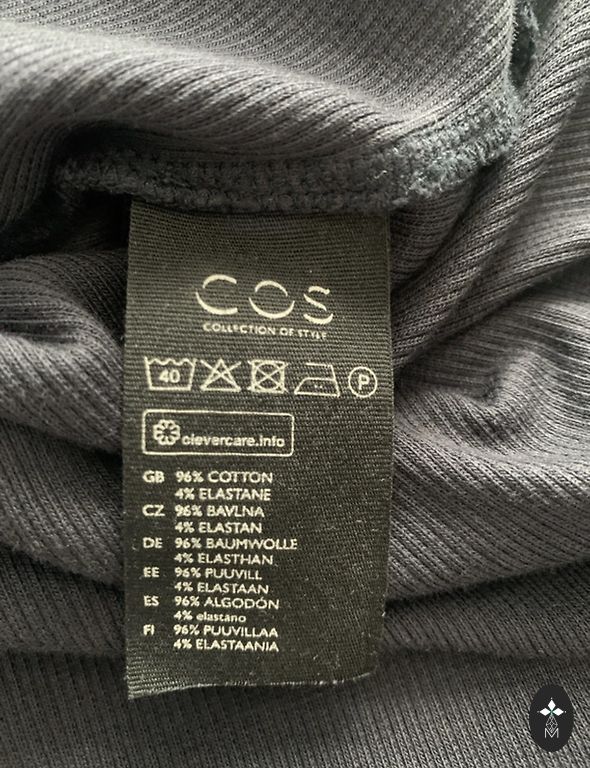 COS
COLLECTION OF STYLE
40 P
clevercare.info
GB 96% COTTON
4% ELASTANE
CZ 96% BAVLNA
4% ELASTAN
DE 96% BAUMWOLLE
4% ELASTHAN
EE 96% PUUVILL
4% ELASTAAN
ES 96% ALGODÓN
4% elastano
FI 96% PUUVILLAA
4% ELASTAANIA
M